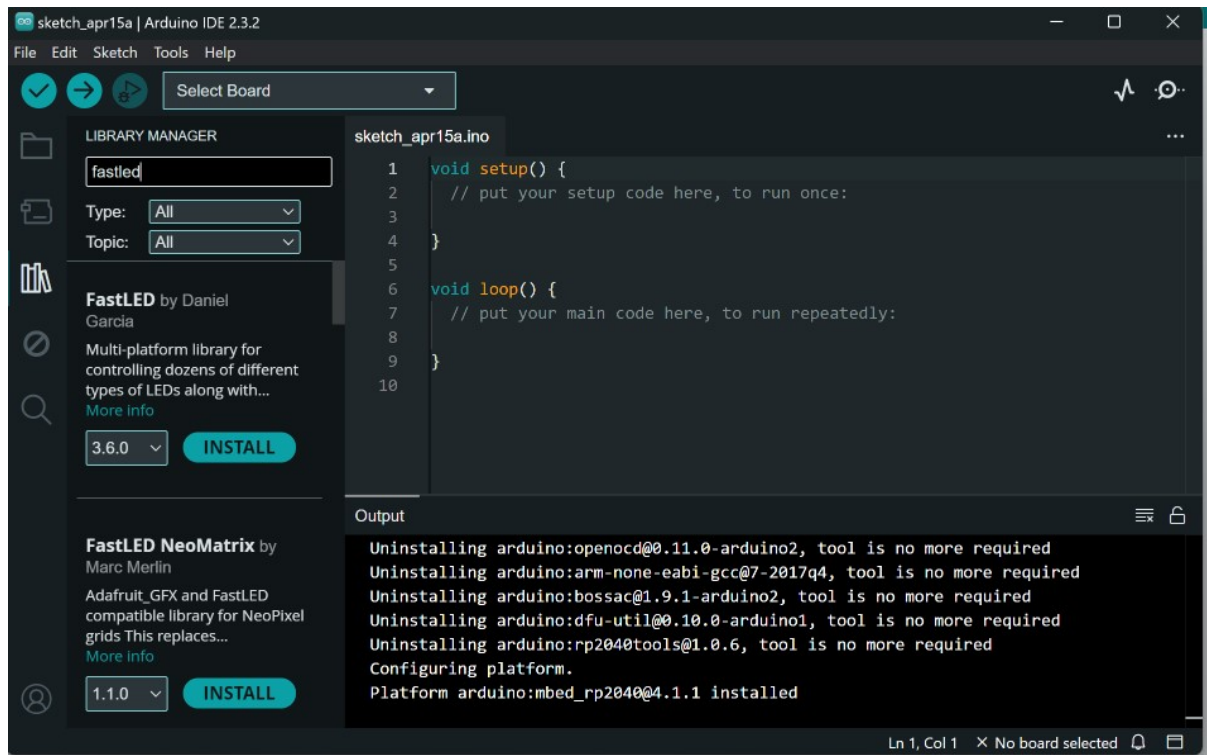 sketch_apr15a | Arduino IDE 2.3.2
File Edit Sketch Tools Help
Select Board
LIBRARY MANAGER
fastled
Type: All
Topic: All
FastLED by Daniel
Garcia
Multi-platform library for
controlling dozens of different
types of LEDs along with...
More info
3.6.0 INSTALL
FastLED NeoMatrix by
Marc Merlin
Adafruit_GFX and FastLED
compatible library for NeoPixel
grids This replaces...
More info
1.1.0 INSTALL
sketch_apr15a.ino
1 void setup() {
2 // put your setup code here, to run once:
3
4 }
5
6 void loop() {
7 // put your main code here, to run repeatedly:
8
9 }
10
Output
Uninstalling arduino:openocd@0.11.0-arduino2, tool is no more required
Uninstalling arduino:arm-none-eabi-gcc@7-2017q4, tool is no more required
Uninstalling arduino:bossac@1.9.1-arduino2, tool is no more required
Uninstalling arduino:dfu-util@0.10.0-arduino1, tool is no more required
Uninstalling arduino:rp2040tools@1.0.6, tool is no more required
Configuring platform.
Platform arduino:mbed_rp2040@4.1.1 installed
Ln 1, Col 1 × No board selected